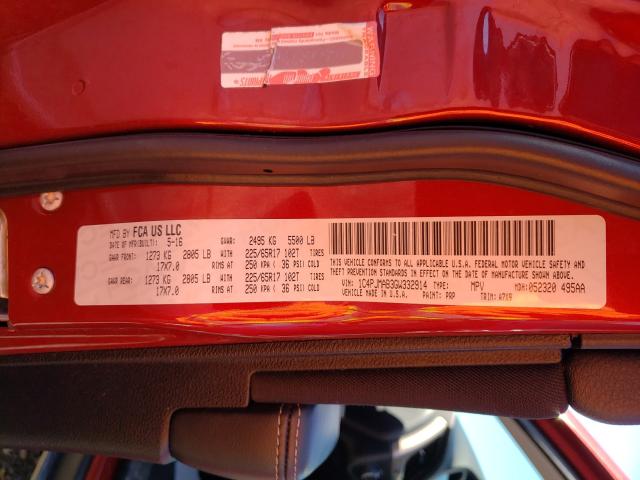 MFD BY FCA US LLC
DATE OF MFR(BUILT): 5-16 GVWR: 2495 KG 5500 LB
GAWR FRONT: 1273 KG 2805 LB WITH 225/65R17 102T TIRES
17X7.0 RIMS AT 250 KPA ( 36 PSI) COLD
GAWR REAR: 1273 KG 2805 LB WITH 225/65R17 102T TIRES
17X7.0 RIMS AT 250 KPA ( 36 PSI) COLD
THIS VEHICLE CONFORMS TO ALL APPLICABLE U.S.A. FEDERAL MOTOR VEHICLE SAFETY AND
THEFT PREVENTION STANDARDS IN EFFECT ON THE DATE OF MANUFACTURE SHOWN ABOVE.
VIN: 1C4PJMAB3GW332914 TYPE: MPV MDH: 052320 495AA
VEHICLE MADE IN U.S.A. PAINT: PRP TRIM: A7X9